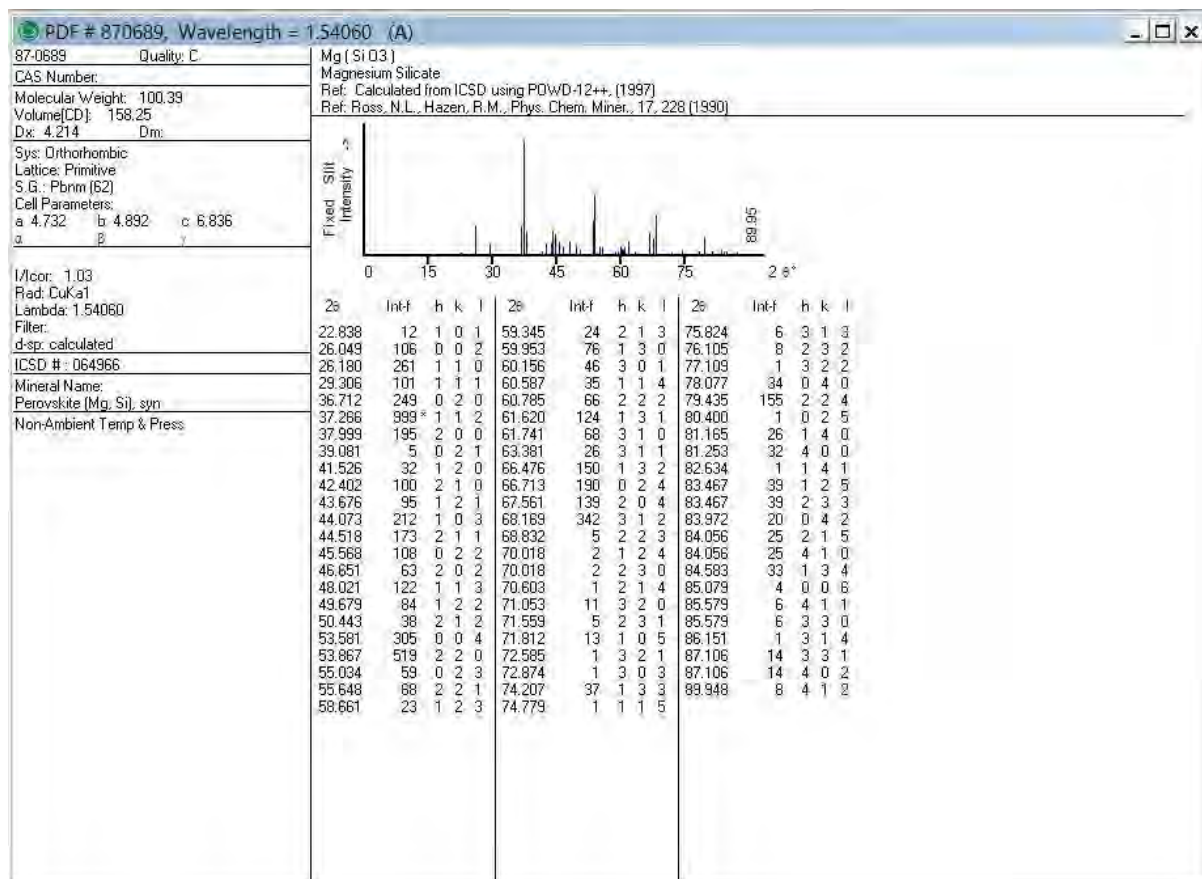 PDF # 870689, Wavelength = 1.54060 (A)
87-0689 Quality: C
CAS Number:
Molecular Weight: 100.39
Volume[CD]: 158.25
Dx: 4.214 Dm:
Sys: Orthorhombic
Lattice: Primitive
S.G.: Pbnm (62)
Cell Parameters:
a 4.732 b 4.892 c 6.836
α β γ
I/Icor: 1.03
Rad: CuKa1
Lambda: 1.54060
Filter:
d-sp: calculated
ICSD # : 064966
Mineral Name:
Perovskite (Mg, Si), syn
Non-Ambient Temp & Press
Mg ( Si O3 )
Magnesium Silicate
Ref: Calculated from ICSD using POWD-12++, (1997)
Ref: Ross, N.L., Hazen, R.M., Phys. Chem. Miner., 17, 228 (1990)
Fixed Slit
Intensity ->
89.95
0 15 30 45 60 75 2 θ°
2θ Int-f h k l 2θ Int-f h k l 2θ Int-f h k l
22.838 12 1 0 1 59.345 24 2 1 3 75.824 6 3 1 3
26.049 106 0 0 2 59.953 76 1 3 0 76.105 8 2 3 2
26.180 261 1 1 0 60.156 46 3 0 1 77.109 1 3 2 2
29.306 101 1 1 1 60.587 35 1 1 4 78.077 34 0 4 0
36.712 249 0 2 0 60.785 66 2 2 2 79.435 155 2 2 4
37.266 999* 1 1 2 61.620 124 1 3 1 80.400 1 0 2 5
37.999 195 2 0 0 61.741 68 3 1 0 81.165 26 1 4 0
39.081 5 0 2 1 63.381 26 3 1 1 81.253 32 4 0 0
41.526 32 1 2 0 66.476 150 1 3 2 82.634 1 1 4 1
42.402 100 2 1 0 66.713 190 0 2 4 83.467 39 1 2 5
43.676 95 1 2 1 67.561 139 2 0 4 83.467 39 2 3 3
44.073 212 1 0 3 68.169 342 3 1 2 83.972 20 0 4 2
44.518 173 2 1 1 68.832 5 2 2 3 84.056 25 2 1 5
45.568 108 0 2 2 70.018 2 1 2 4 84.056 25 4 1 0
46.651 63 2 0 2 70.018 2 2 3 0 84.583 33 1 3 4
48.021 122 1 1 3 70.603 1 2 1 4 85.079 4 0 0 6
49.679 84 1 2 2 71.053 11 3 2 0 85.579 6 4 1 1
50.443 38 2 1 2 71.559 5 2 3 1 85.579 6 3 3 0
53.581 305 0 0 4 71.812 13 1 0 5 86.151 1 3 1 4
53.867 519 2 2 0 72.585 1 3 2 1 87.106 14 3 3 1
55.034 59 0 2 3 72.874 1 3 0 3 87.106 14 4 0 2
55.648 68 2 2 1 74.207 37 1 3 3 89.948 8 4 1 2
58.661 23 1 2 3 74.779 1 1 1 5